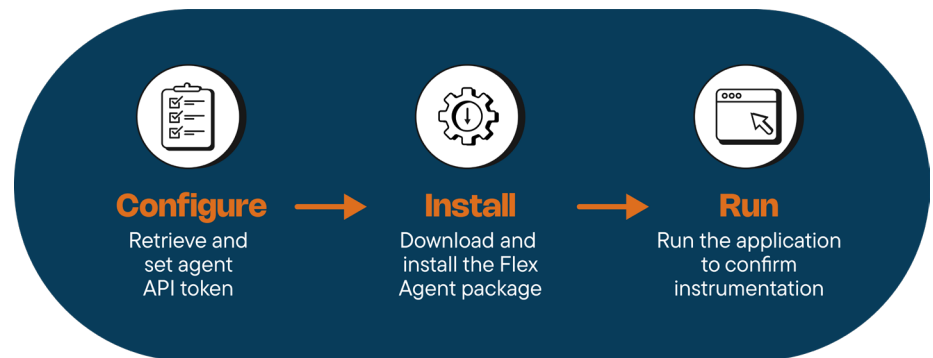 Configure
Retrieve and
set agent
API token
Install
Download and
install the Flex
Agent package
Run
Run the application
to confirm
instrumentation